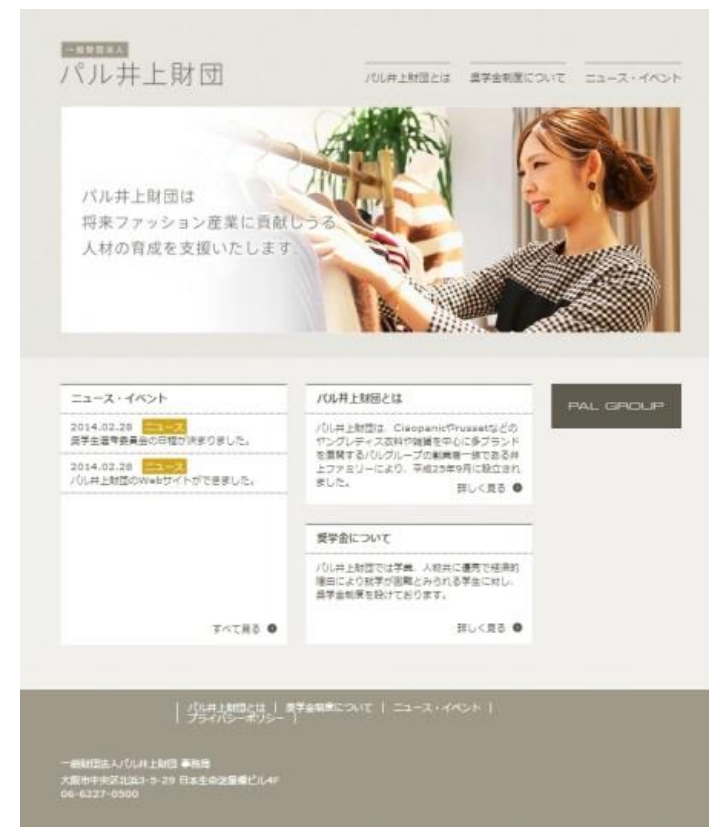 一般財団法人
パル井上財団
パル井上財団とは
奨学金制度について
ニュース・イベント
パル井上財団は
将来ファッション産業に貢献しうる
人材の育成を支援いたします。
ニュース・イベント
2014.02.28 ニュース
奨学生選考委員会の日程が決まりました。
2014.02.28 ニュース
パル井上財団のWebサイトができました。
すべて見る
パル井上財団とは
パル井上財団は、Ciaopanicやrussetなどの
ヤングレディス衣料や雑貨を中心に多ブランド
を展開するパルグループの創業者一族である井
上ファミリーにより、平成25年9月に設立され
ました。
詳しく見る
奨学金について
パル井上財団では学業、人物共に優秀で経済的
理由により就学が困難とみられる学生に対し、
奨学金制度を設けております。
詳しく見る
PAL GROUP
| パル井上財団とは | 奨学金制度について | ニュース・イベント |
| プライバシーポリシー |
一般財団法人パル井上財団 事務局
大阪市中央区北浜3-5-29 日本生命淀屋橋ビル4F
06-6227-0500